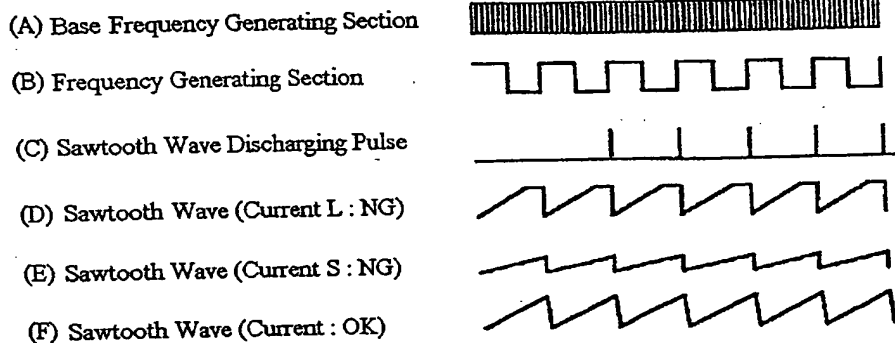 (A) Base Frequency Generating Section
(B) Frequency Generating Section
(C) Sawtooth Wave Discharging Pulse
(D) Sawtooth Wave (Current L : NG)
(E) Sawtooth Wave (Current S : NG)
(F) Sawtooth Wave (Current : OK)